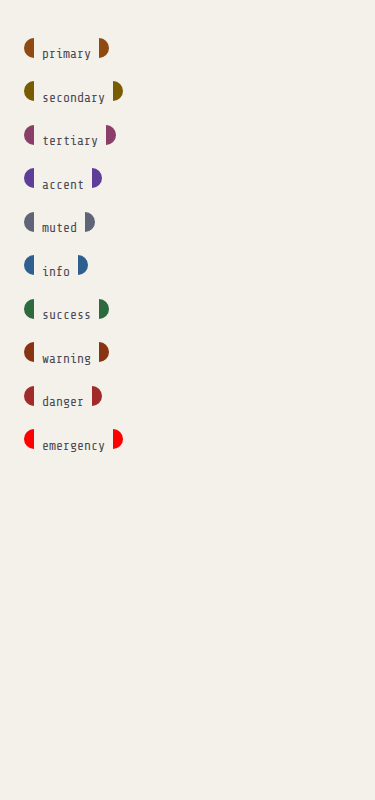 primary
secondary
tertiary
accent
muted
info
success
warning
danger
emergency